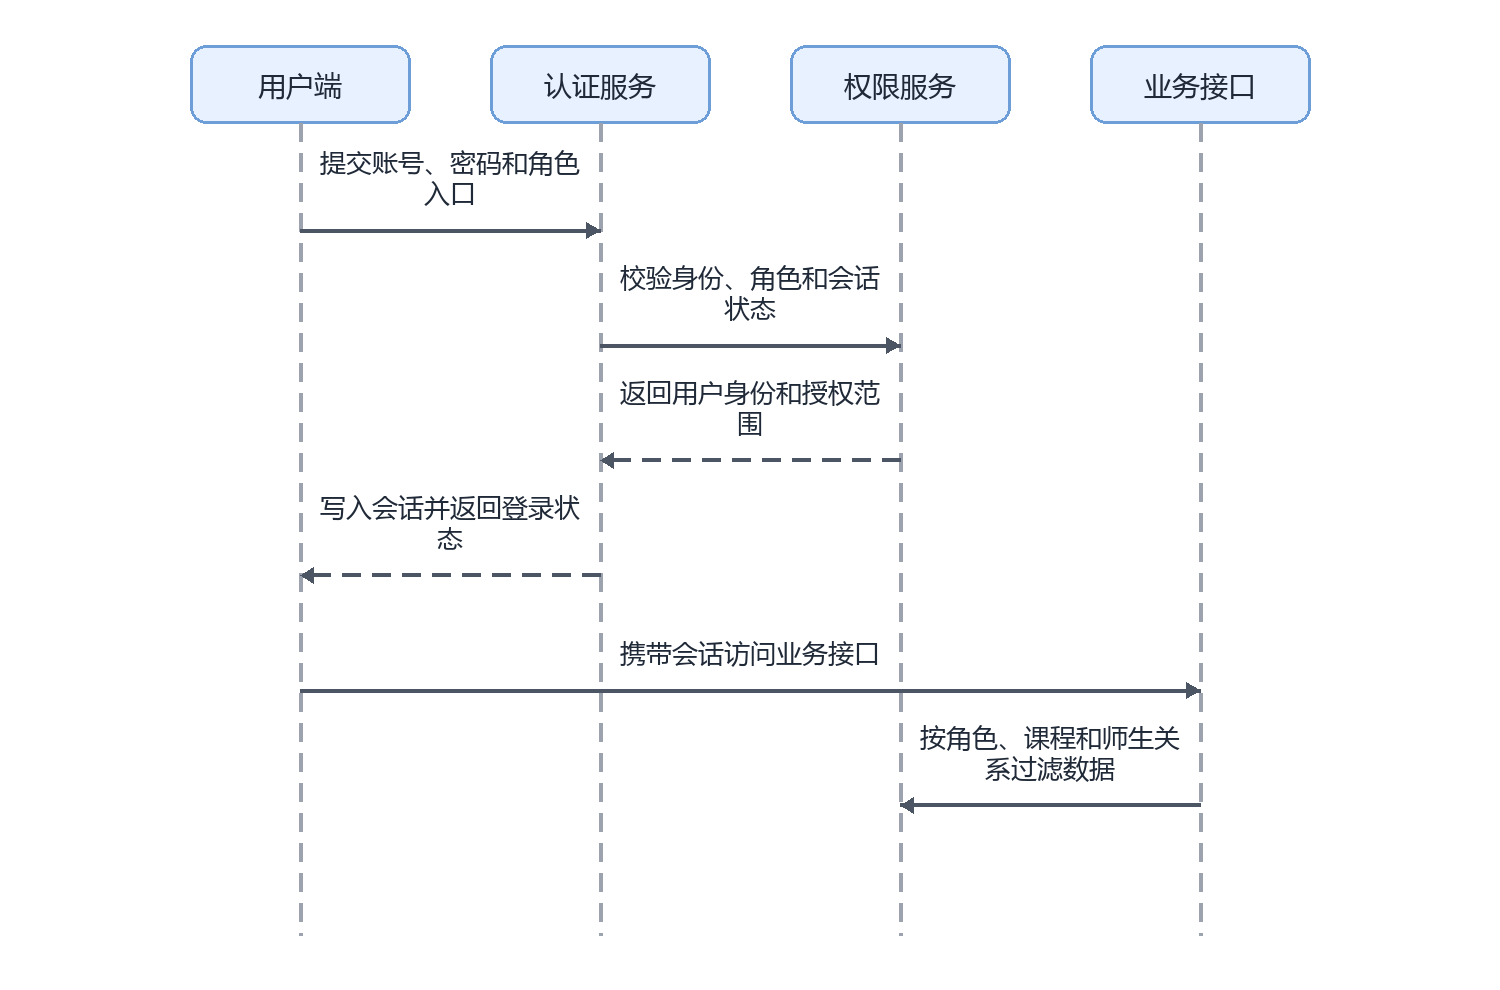 用户端
认证服务
权限服务
业务接口
提交账号、密码和角色
入口
校验身份、角色和会话
状态
返回用户身份和授权范
围
写入会话并返回登录状
态
携带会话访问业务接口
按角色、课程和师生关
系过滤数据